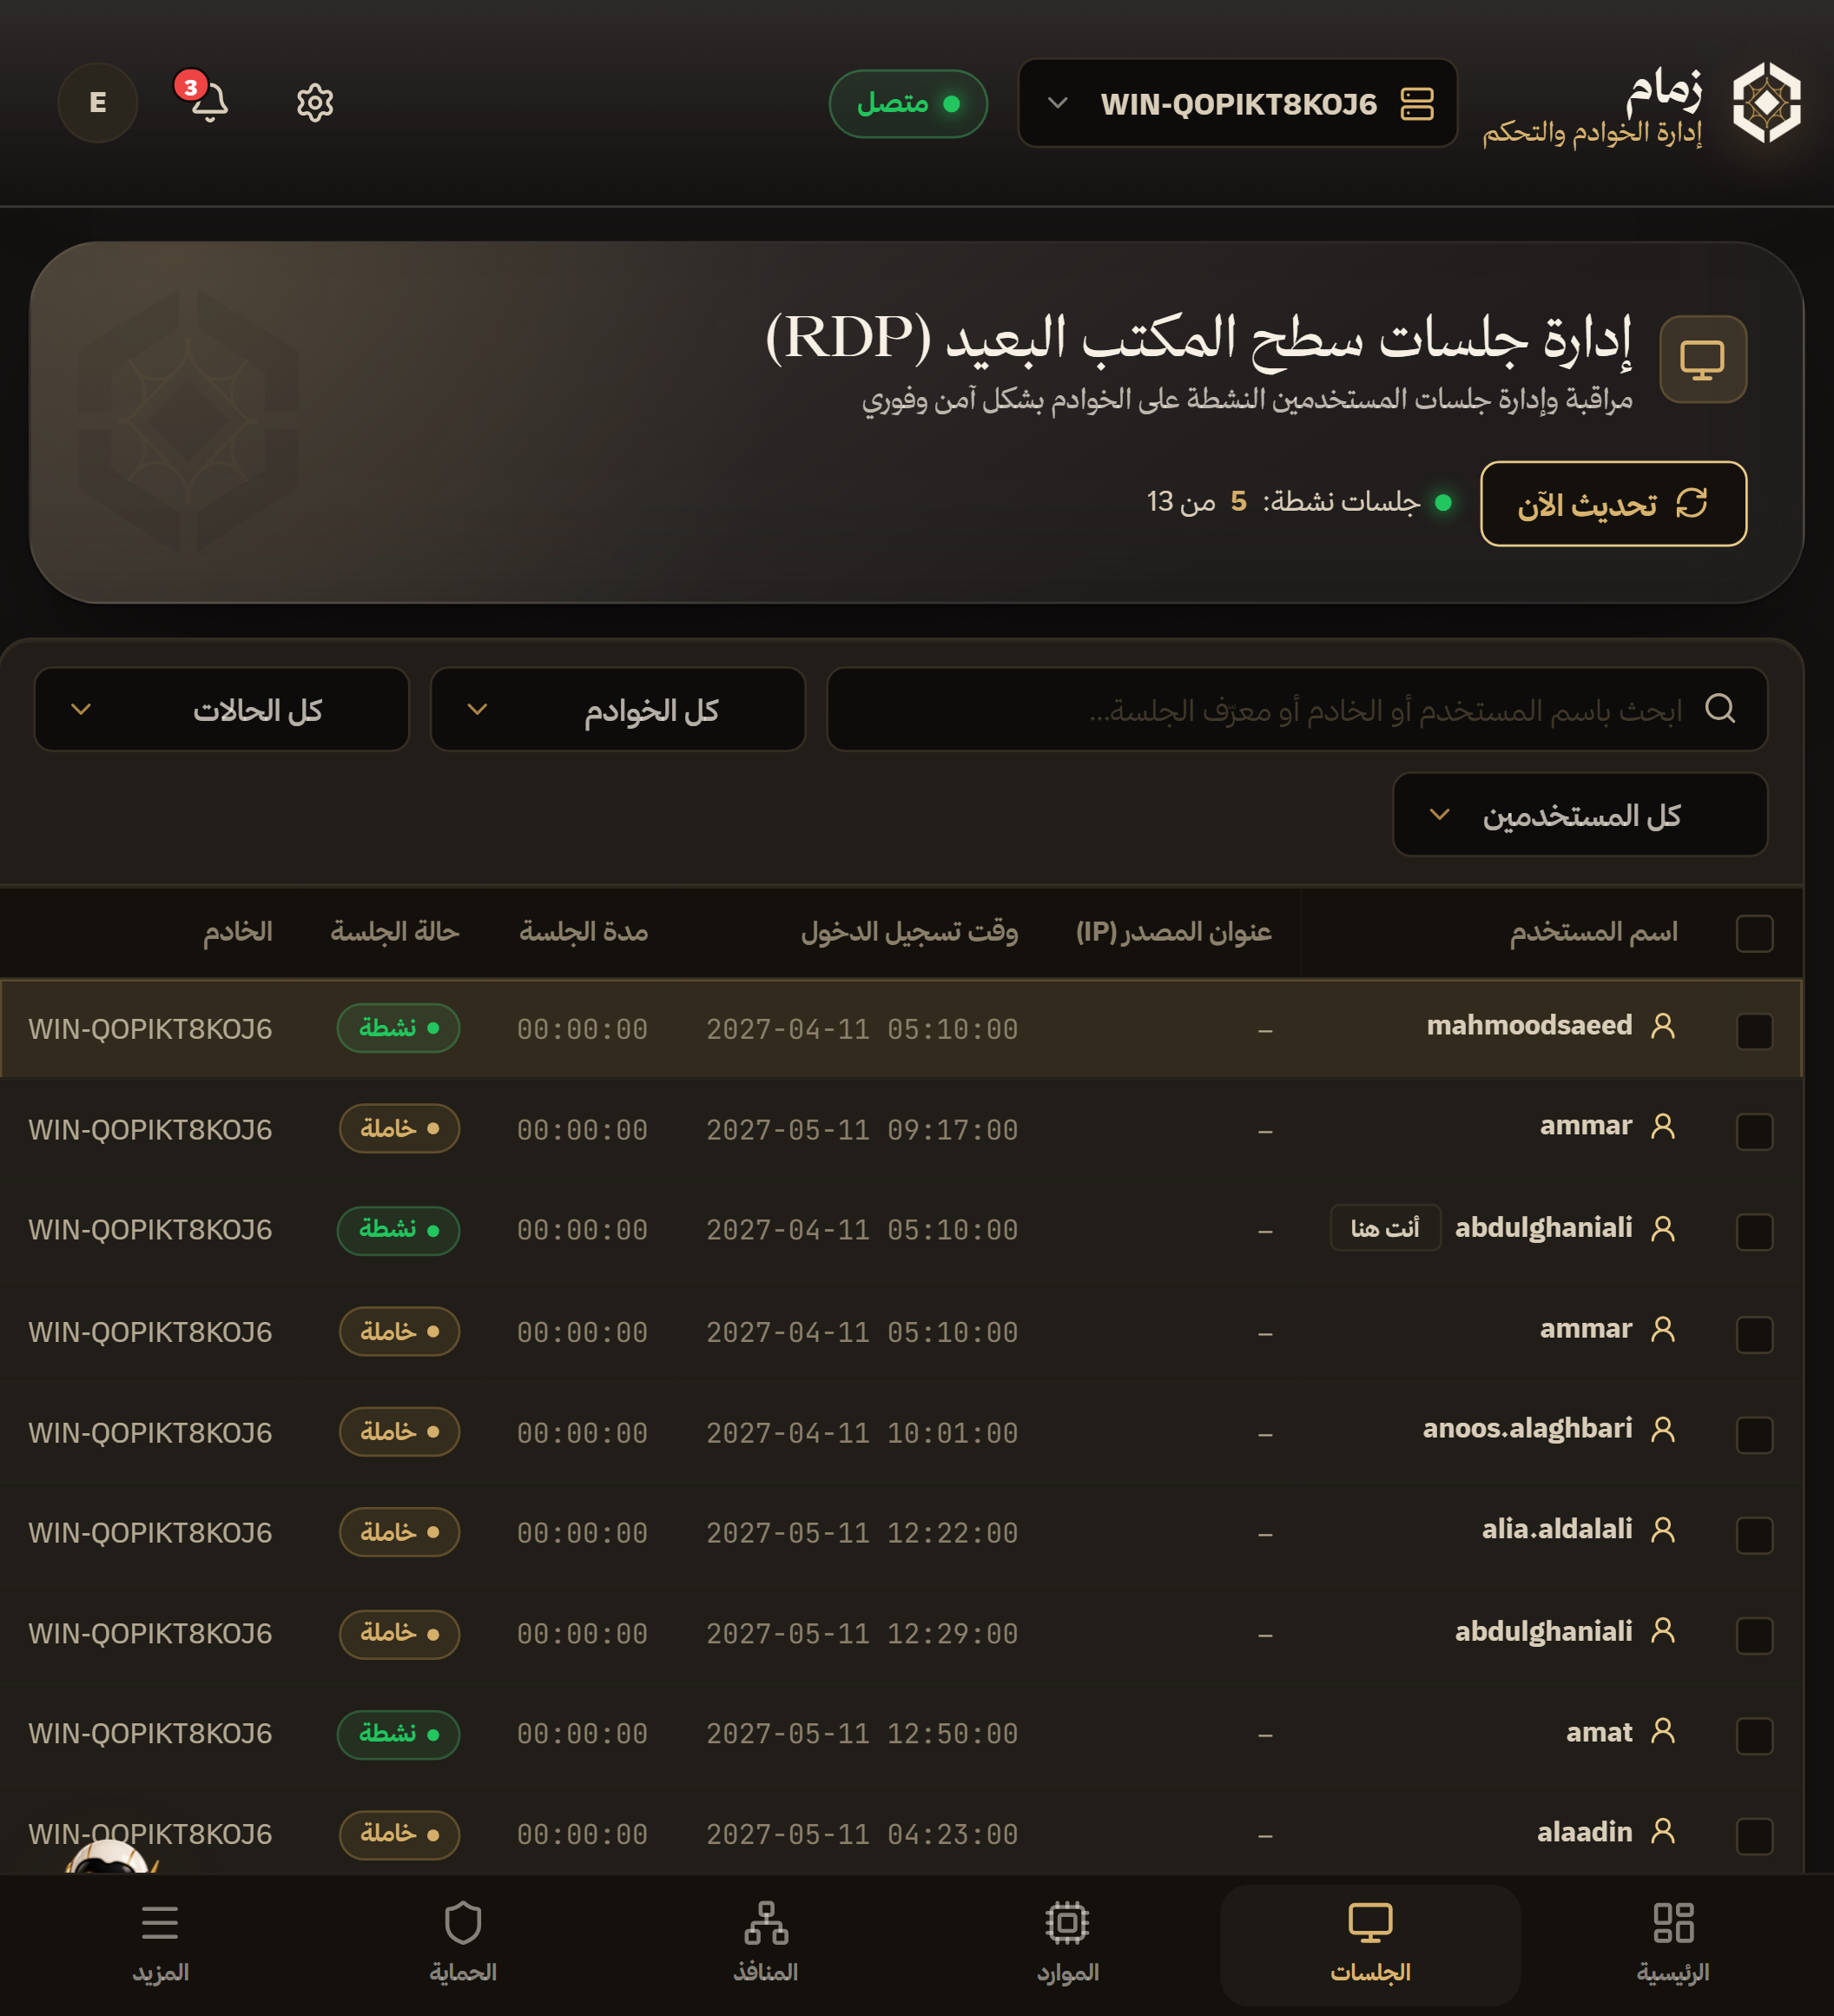 زمام
إدارة الخوادم والتحكم
WIN-QOPIKT8KOJ6
متصل
3
E
إدارة جلسات سطح المكتب البعيد (RDP)
مراقبة وإدارة جلسات المستخدمين النشطة على الخوادم بشكل آمن وفوري
تحديث الآن
جلسات نشطة: 5 من 13
ابحث باسم المستخدم أو الخادم أو معرّف الجلسة...
كل الخوادم
كل الحالات
كل المستخدمين
اسم المستخدم عنوان المصدر (IP) وقت تسجيل الدخول مدة الجلسة حالة الجلسة الخادم
mahmoodsaeed – 2027-04-11 05:10:00 00:00:00 نشطة WIN-QOPIKT8KOJ6
ammar – 2027-05-11 09:17:00 00:00:00 خاملة WIN-QOPIKT8KOJ6
abdulghaniali أنت هنا – 2027-04-11 05:10:00 00:00:00 نشطة WIN-QOPIKT8KOJ6
ammar – 2027-04-11 05:10:00 00:00:00 خاملة WIN-QOPIKT8KOJ6
anoos.alaghbari – 2027-04-11 10:01:00 00:00:00 خاملة WIN-QOPIKT8KOJ6
alia.aldalali – 2027-05-11 12:22:00 00:00:00 خاملة WIN-QOPIKT8KOJ6
abdulghaniali – 2027-05-11 12:29:00 00:00:00 خاملة WIN-QOPIKT8KOJ6
amat – 2027-05-11 12:50:00 00:00:00 نشطة WIN-QOPIKT8KOJ6
alaadin – 2027-05-11 04:23:00 00:00:00 خاملة WIN-QOPIKT8KOJ6
الرئيسية الجلسات الموارد المنافذ الحماية المزيد